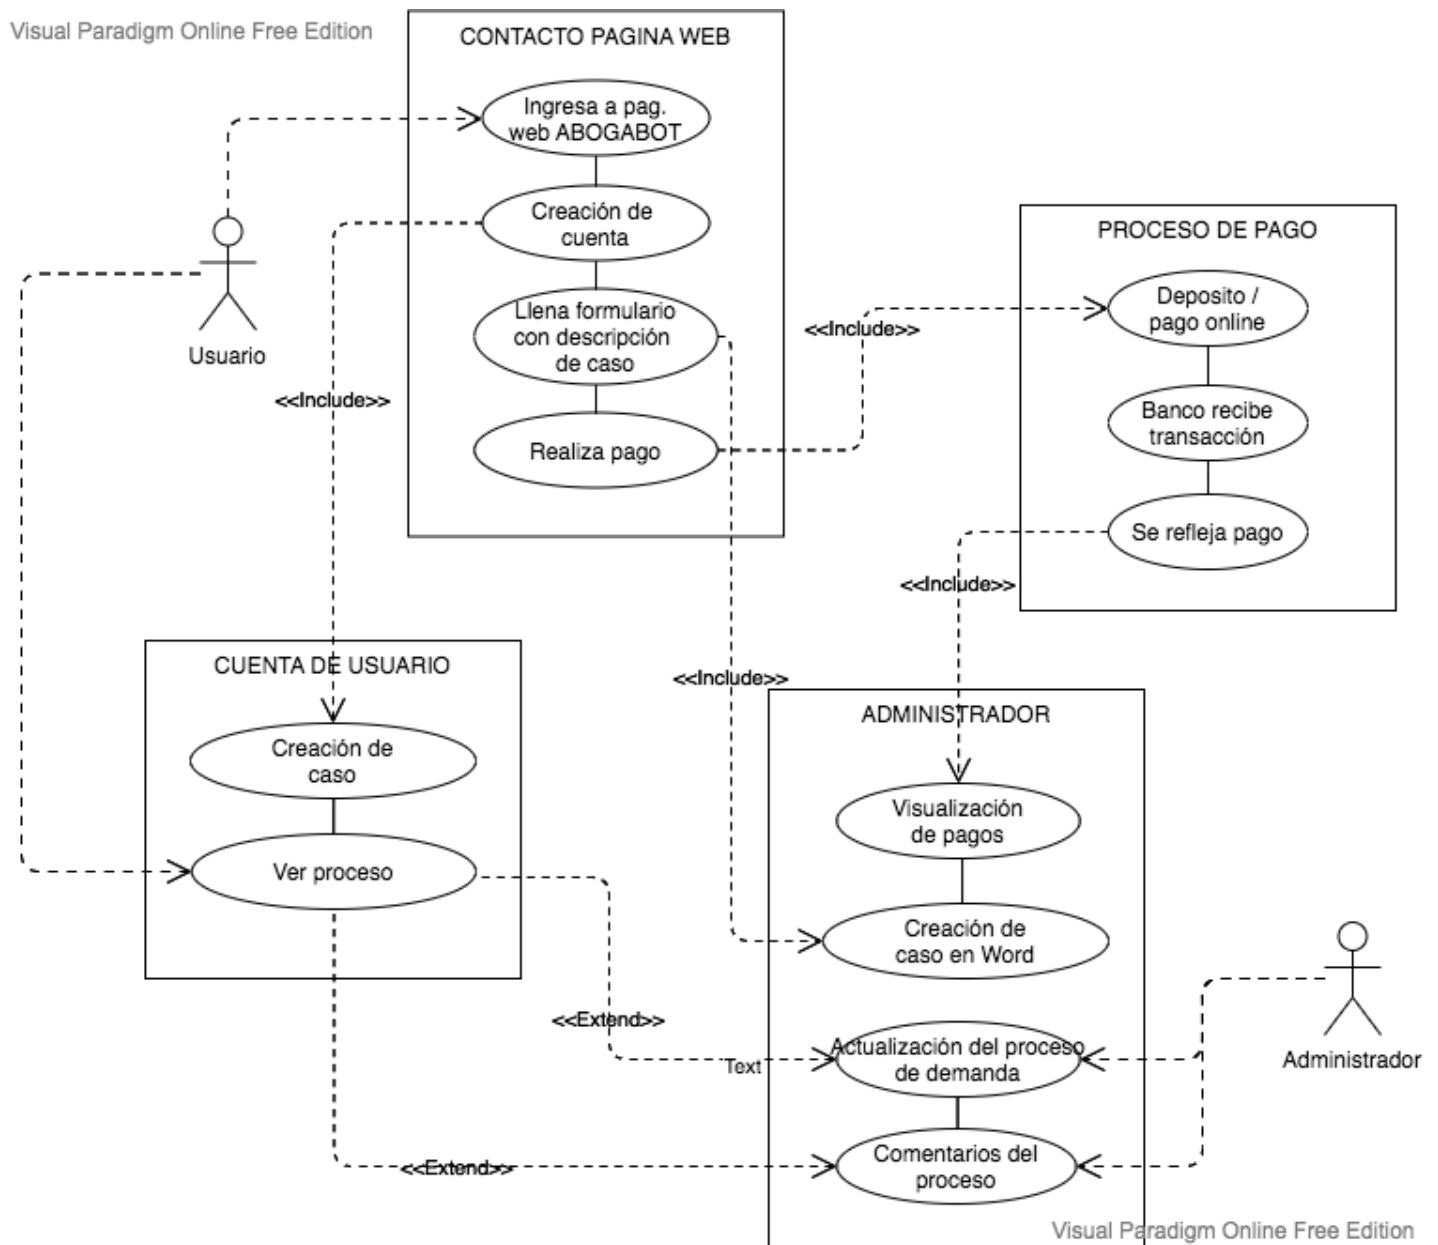 Visual Paradigm Online Free Edition
CONTACTO PAGINA WEB
Ingresa a pag.
web ABOGABOT
Creación de
cuenta
Llena formulario
con descripción
de caso
Realiza pago
Usuario
<<Include>>
<<Include>>
PROCESO DE PAGO
Deposito /
pago online
Banco recibe
transacción
Se refleja pago
<<Include>>
<<Include>>
CUENTA DE USUARIO
Creación de
caso
Ver proceso
ADMINISTRADOR
Visualización
de pagos
Creación de
caso en Word
<<Extend>>
Text
Actualización del proceso
de demanda
<<Extend>>
Comentarios del
proceso
Administrador
Visual Paradigm Online Free Edition